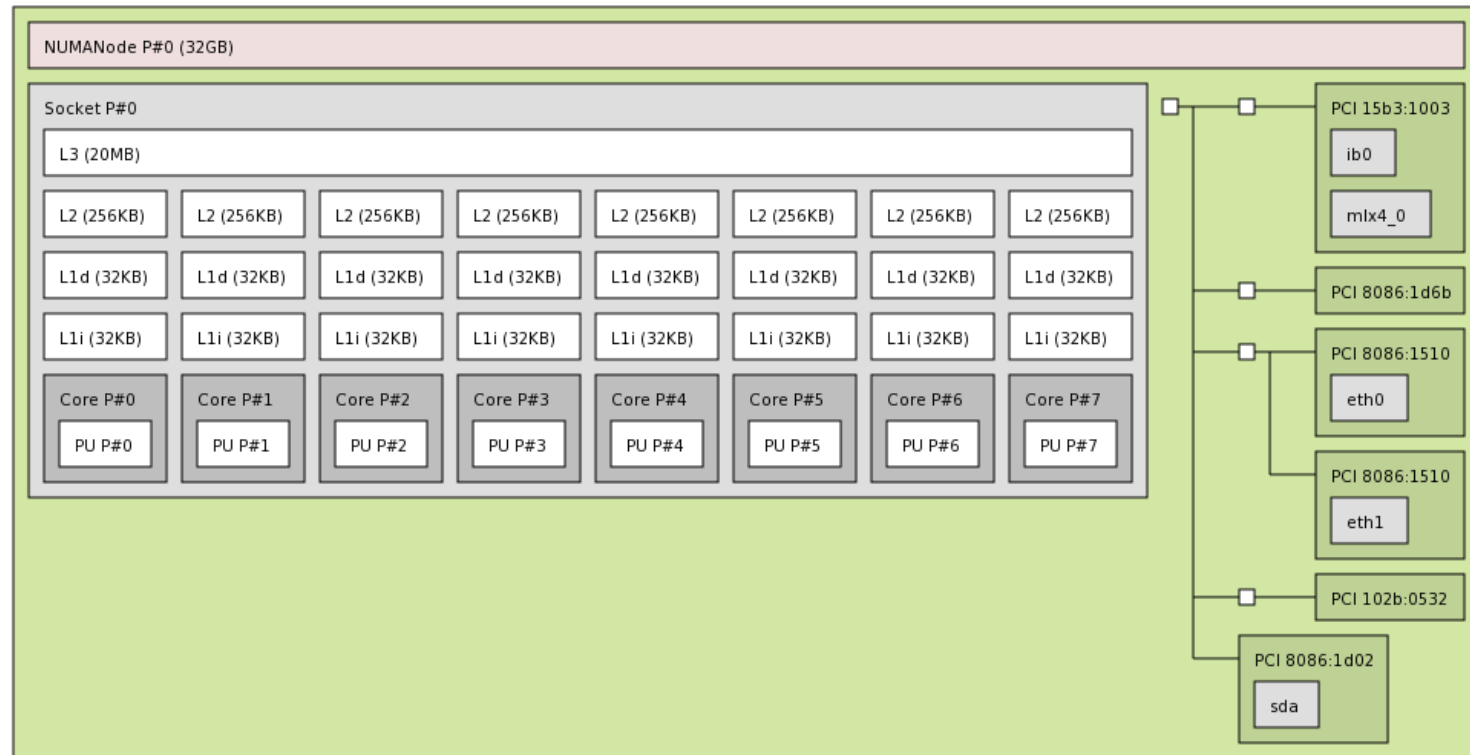 NUMANode P#0 (32GB)
Socket P#0
L3 (20MB)
L2 (256KB) L2 (256KB) L2 (256KB) L2 (256KB) L2 (256KB) L2 (256KB) L2 (256KB) L2 (256KB)
L1d (32KB) L1d (32KB) L1d (32KB) L1d (32KB) L1d (32KB) L1d (32KB) L1d (32KB) L1d (32KB)
L1i (32KB) L1i (32KB) L1i (32KB) L1i (32KB) L1i (32KB) L1i (32KB) L1i (32KB) L1i (32KB)
Core P#0 Core P#1 Core P#2 Core P#3 Core P#4 Core P#5 Core P#6 Core P#7
PU P#0 PU P#1 PU P#2 PU P#3 PU P#4 PU P#5 PU P#6 PU P#7
PCI 15b3:1003
ib0
mlx4_0
PCI 8086:1d6b
PCI 8086:1510
eth0
PCI 8086:1510
eth1
PCI 102b:0532
PCI 8086:1d02
sda